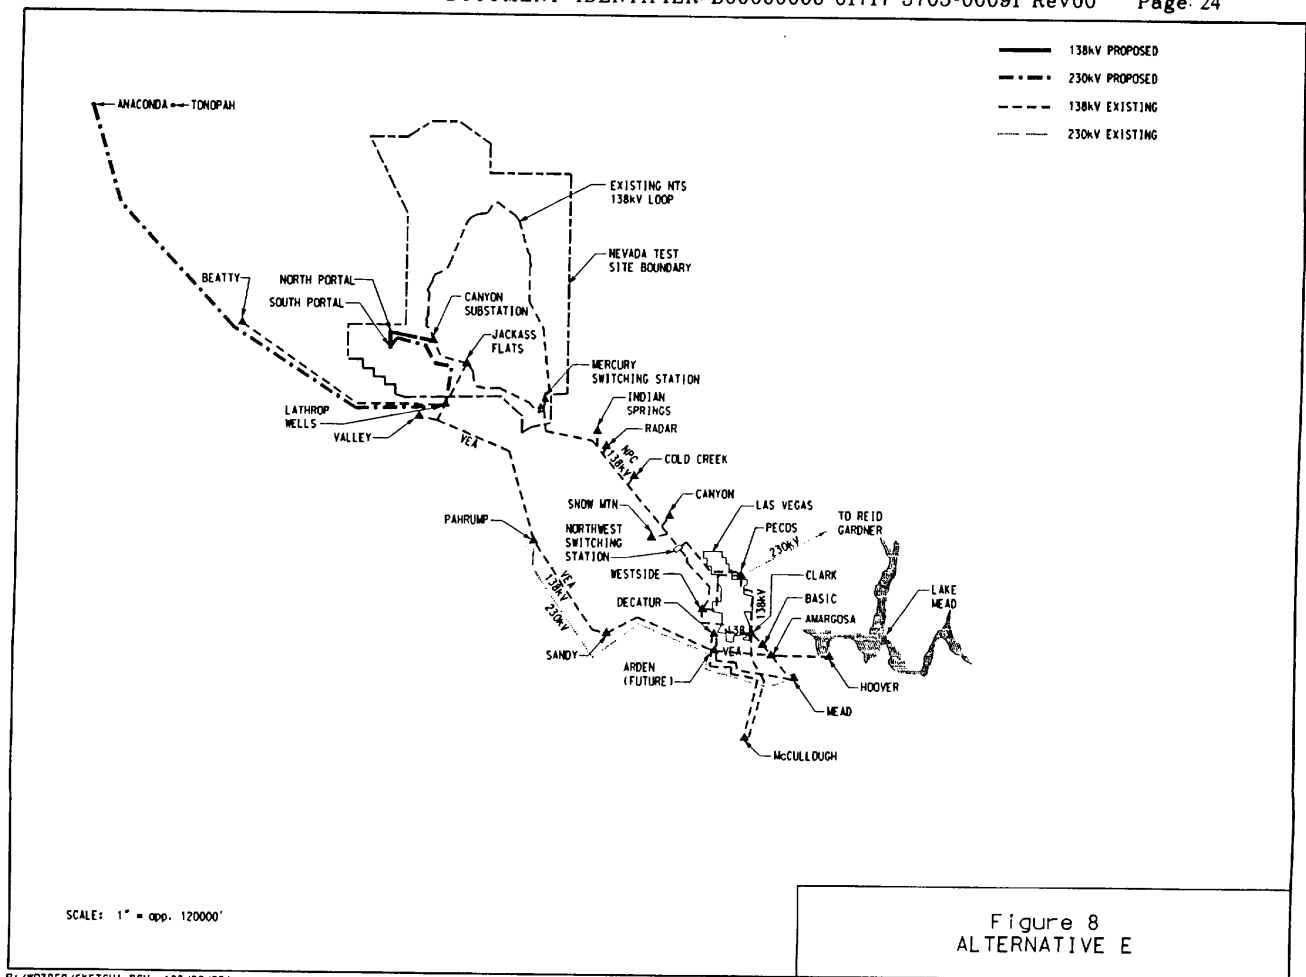 Page: 24
138kV PROPOSED
230kV PROPOSED
138kV EXISTING
230kV EXISTING
ANACONDA
TONOPAH
EXISTING NTS
138kV LOOP
NEVADA TEST
SITE BOUNDARY
BEATTY
NORTH PORTAL
SOUTH PORTAL
CANYON
SUBSTATION
JACKASS
FLATS
MERCURY
SWITCHING STATION
INDIAN
SPRINGS
RADAR
LATHROP
WELLS
VALLEY
VEA
NPC
138kV
COLD CREEK
CANYON
SNOW MTN
LAS VEGAS
PECOS
TO REID
GARDNER
230kV
PAHRUMP
NORTHWEST
SWITCHING
STATION
WESTSIDE
CLARK
VEA
138kV
230kV
DECATUR
138kV
BASIC
AMARGOSA
LAKE
MEAD
138
VEA
SANDY
ARDEN
(FUTURE)
HOOVER
MEAD
McCULLOUGH
SCALE: 1" = app. 120000'
Figure 8
ALTERNATIVE E